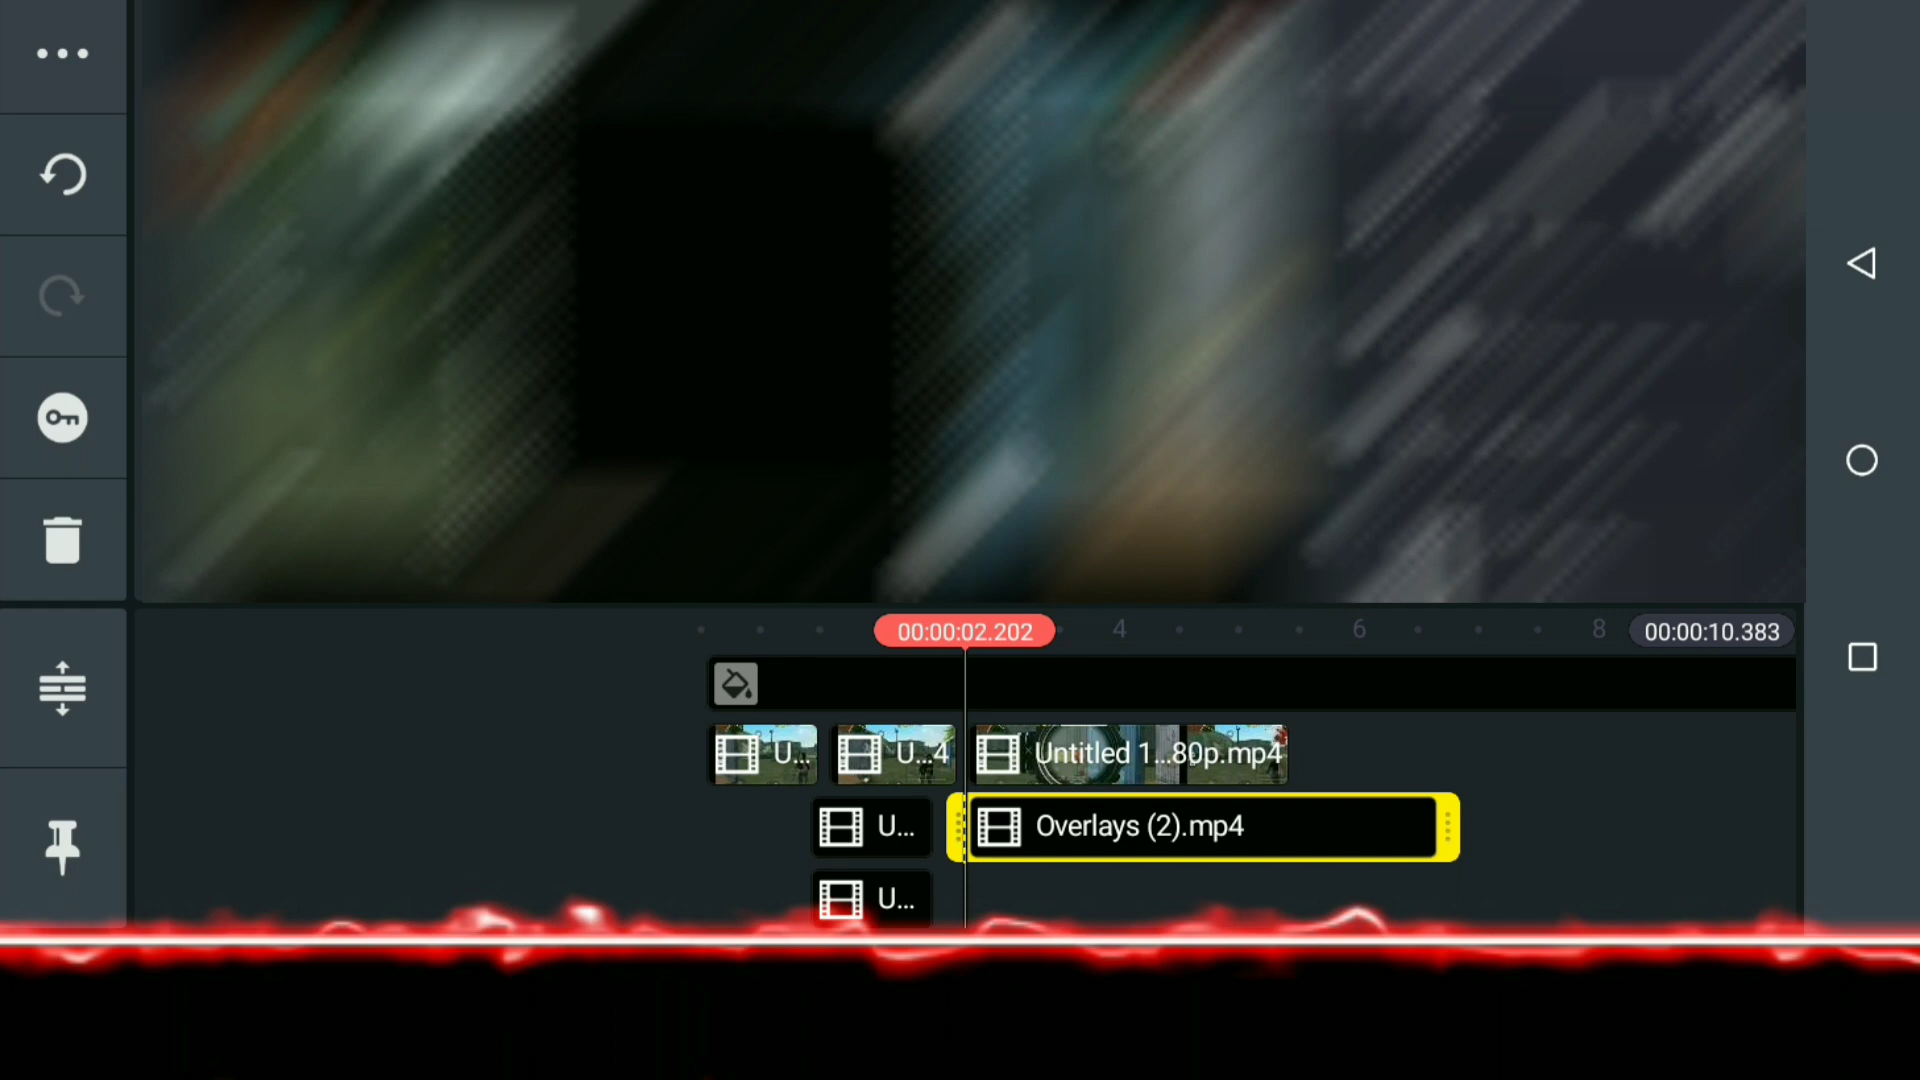 00:00:02.202
4
6
8
00:00:10.383
U...
U...4
Untitled 1...80p.mp4
U...
Overlays (2).mp4
U...